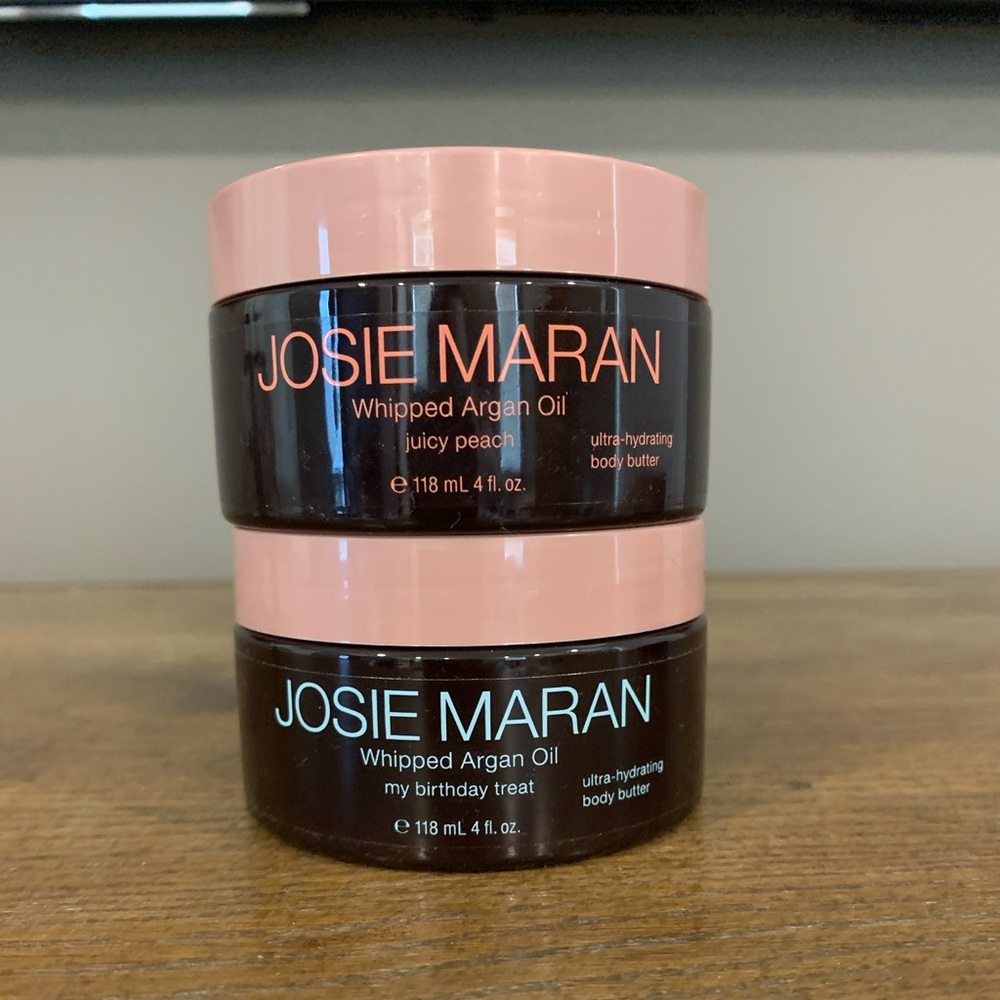 JOSIE MARAN
Whipped Argan Oil
juicy peach
ultra-hydrating
body butter
℮ 118 mL 4 fl. oz.
JOSIE MARAN
Whipped Argan Oil
my birthday treat
ultra-hydrating
body butter
℮ 118 mL 4 fl. oz.